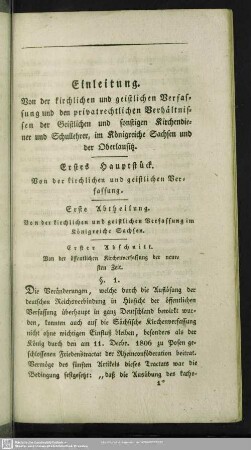 Einleitung.
Von der kirchlichen und geistlichen Verfas-
sung und den privatrechtlichen Verhältnis-
sen der Geistlichen und sonstigen Kirchendie-
ner und Schullehrer, im Königreiche Sachsen und
der Oberlausitz.
Erstes Hauptstück.
Von der kirchlichen und geistlichen Ver-
fassung.
Erste Abtheilung.
Von der kirchlichen und geistlichen Verfassung im
Königreiche Sachsen.
Erster Abschnitt.
Von der öffentlichen Kirchenverfassung der neue-
sten Zeit.
§. 1.
Die Veränderungen, welche durch die Auflösung der
deutschen Reichsverbindung in Hinsicht der öffentlichen
Verfassung überhaupt in ganz Deutschland bewirkt wur-
den, konnten auch auf die Sächsische Kirchenverfassung
nicht ohne wichtigen Einfluß bleiben, besonders als der
König durch den am 11. Decbr. 1806 zu Posen ge-
schlossenen Friedenstractat der Rheinconföderation beitrat.
Vermöge des fünften Artikels dieses Tractats war die
Bedingung festgesetzt: „daß die Ausübung des katho-
1*